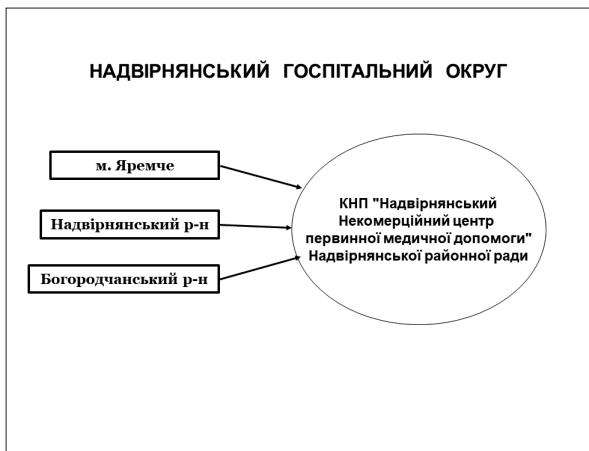 НАДВІРНЯНСЬКИЙ ГОСПІТАЛЬНИЙ ОКРУГ
м. Яремче
Надвірнянський р-н
Богородчанський р-н
КНП "Надвірнянський
Некомерційний центр
первинної медичної допомоги"
Надвірнянської районної ради